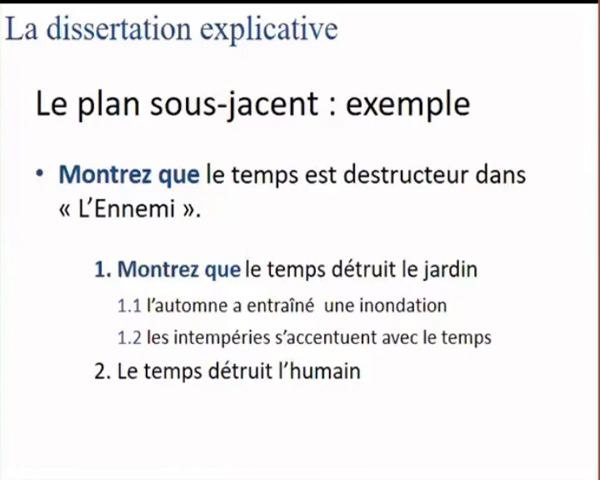 La dissertation explicative
Le plan sous-jacent : exemple
• Montrez que le temps est destructeur dans
« L’Ennemi ».
1. Montrez que le temps détruit le jardin
1.1 l’automne a entraîné une inondation
1.2 les intempéries s’accentuent avec le temps
2. Le temps détruit l’humain